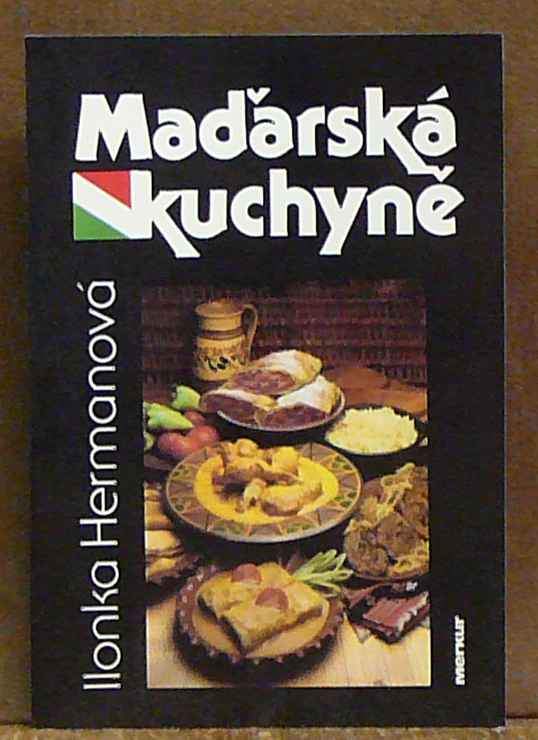 Maďarská
kuchyně
Ilonka Hermanová
Merkur